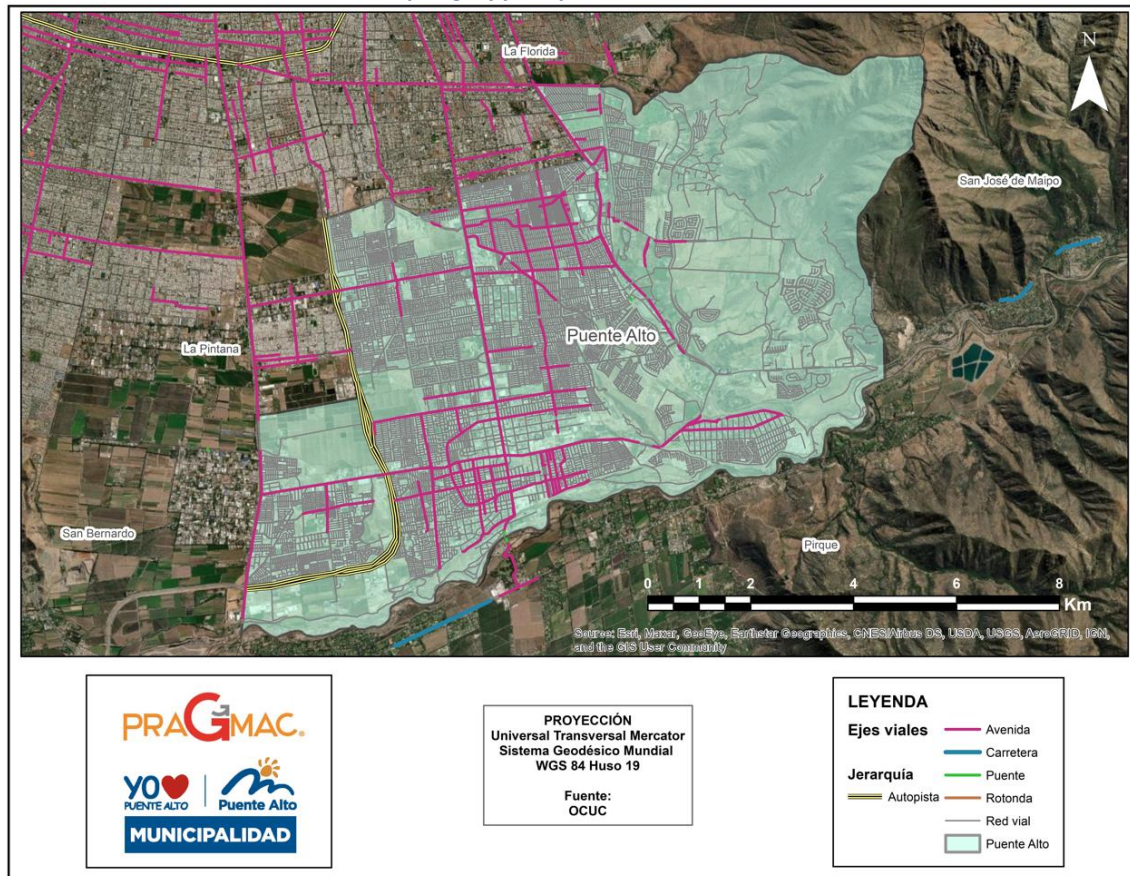 La Florida
N
San José de Maipo
Puente Alto
La Pintana
San Bernardo
Pirque
0 1 2 4 6 8
Km
Source: Esri, Maxar, GeoEye, Earthstar Geographics, CNES/Airbus DS, USDA, USGS, AeroGRID, IGN,
and the GIS User Community
PRAGMAC®
YO
PUENTE ALTO
Puente Alto
MUNICIPALIDAD
PROYECCIÓN
Universal Transversal Mercator
Sistema Geodésico Mundial
WGS 84 Huso 19
Fuente:
OCUC
LEYENDA
Ejes viales
Avenida
Carretera
Jerarquía
Puente
Autopista
Rotonda
Red vial
Puente Alto